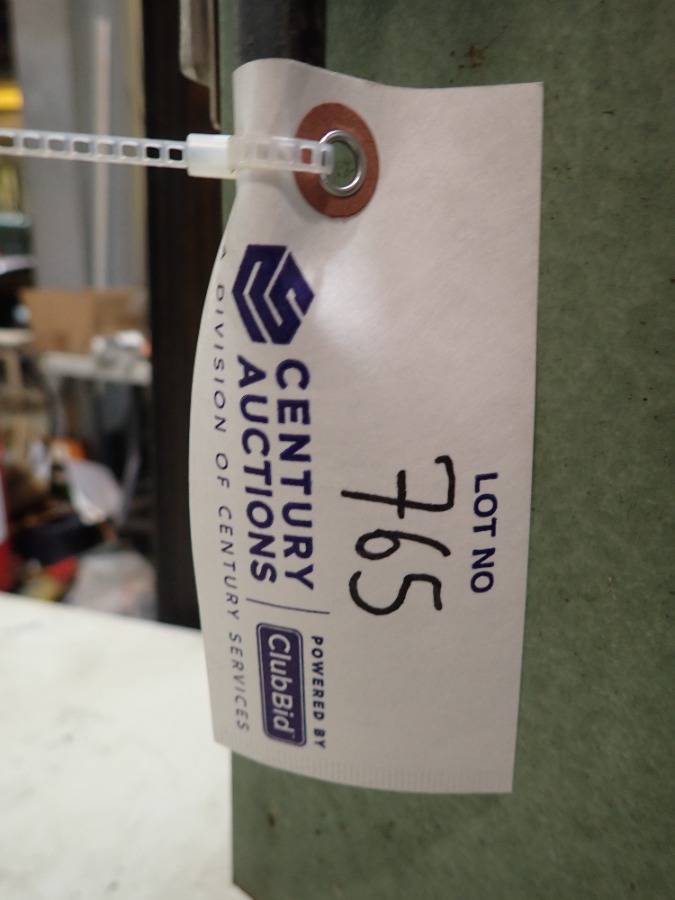 LOT NO
765
CENTURY
AUCTIONS
A DIVISION OF CENTURY SERVICES
POWERED BY
ClubBid